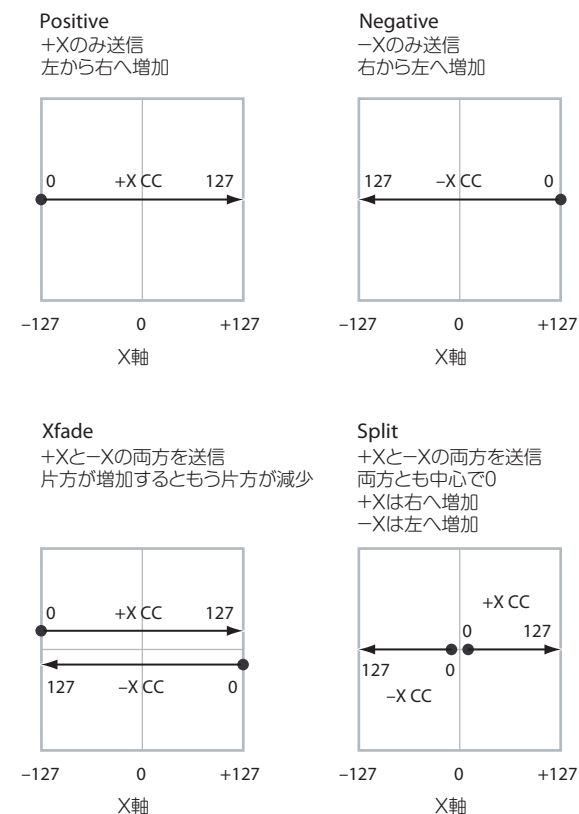 Positive
+Xのみ送信
左から右へ増加
0 +X CC 127
–127 0 +127
X軸
Negative
–Xのみ送信
右から左へ増加
127 –X CC 0
–127 0 +127
X軸
Xfade
+Xと–Xの両方を送信
片方が増加するともう片方が減少
0 +X CC 127
127 –X CC 0
–127 0 +127
X軸
Split
+Xと–Xの両方を送信
両方とも中心で0
+Xは右へ増加
–Xは左へ増加
+X CC
0 127
127 0
–X CC
–127 0 +127
X軸